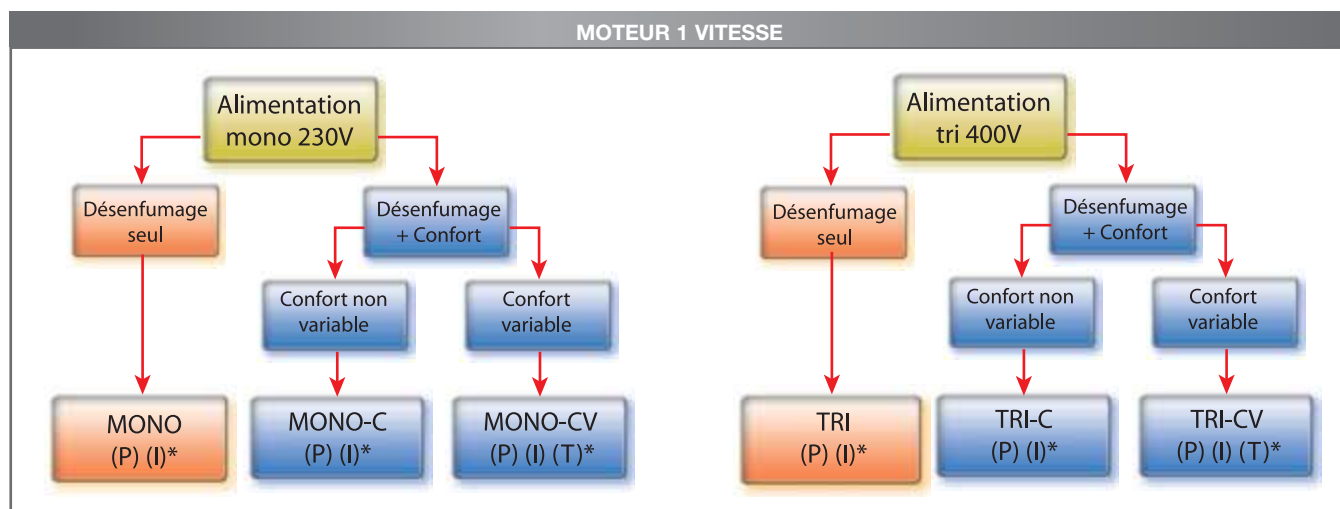 MOTEUR 1 VITESSE
Alimentation
mono 230V
Désenfumage
seul
Désenfumage
+ Confort
Confort non
variable
Confort
variable
MONO
(P) (I)*
MONO-C
(P) (I)*
MONO-CV
(P) (I) (T)*
Alimentation
tri 400V
Désenfumage
seul
Désenfumage
+ Confort
Confort non
variable
Confort
variable
TRI
(P) (I)*
TRI-C
(P) (I)*
TRI-CV
(P) (I) (T)*